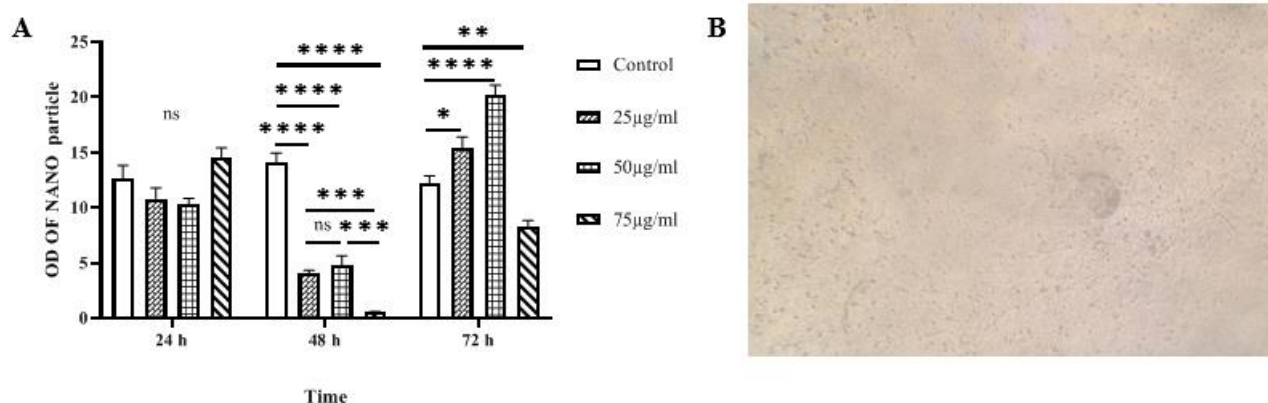 A
B
OD OF NANO particle
25
20
15
10
5
0
ns
****
****
****
***
ns
***
**
****
*
Control
25µg/ml
50µg/ml
75µg/ml
24 h
48 h
72 h
Time